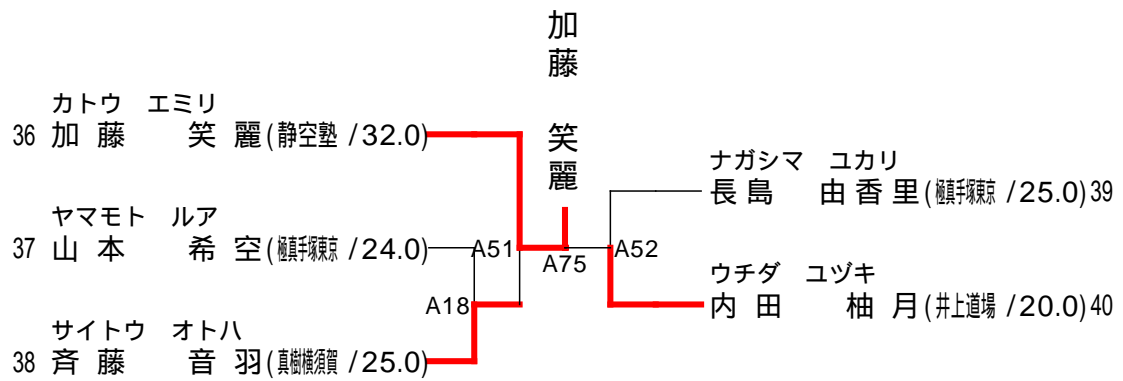 加藤 笑麗
カトウ エミリ
36 加藤 笑麗(静空塾 /32.0)
ヤマモト ルア
37 山本 希空(極真手塚東京 /24.0)
サイトウ オトハ
38 斉藤 音羽(真樹横須賀 /25.0)
A51
A18
A75
A52
ナガシマ ユカリ
長島 由香里(極真手塚東京 /25.0)39
ウチダ ユヅキ
内田 柚月(井上道場 /20.0)40